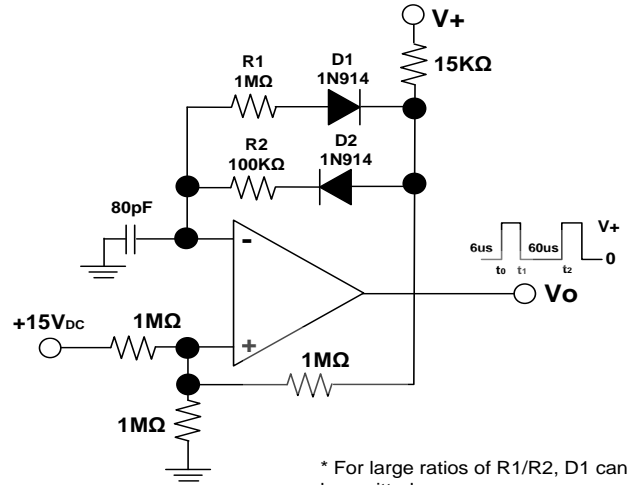 V+
15KΩ
R1
1MΩ
D1
1N914
R2
100KΩ
D2
1N914
80pF
-
+
+15VDC
1MΩ
1MΩ
1MΩ
6us
60us
V+
0
t0
t1
t2
Vo
* For large ratios of R1/R2, D1 can